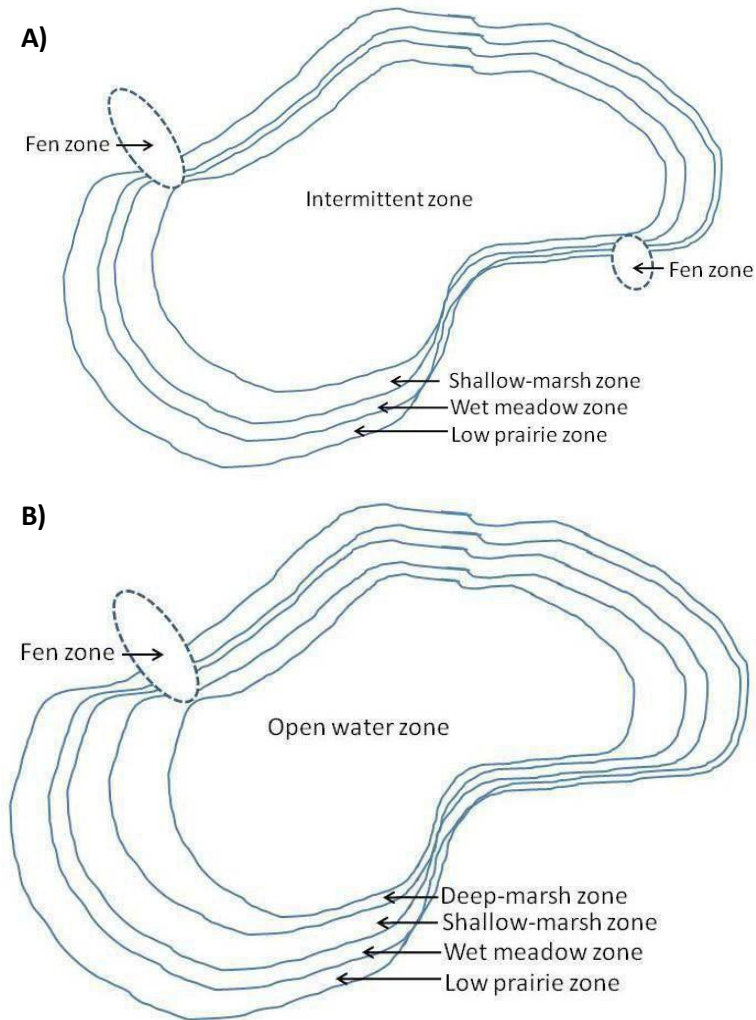 A)
Fen zone
Intermittent zone
Fen zone
Shallow-marsh zone
Wet meadow zone
Low prairie zone
B)
Fen zone
Open water zone
Deep-marsh zone
Shallow-marsh zone
Wet meadow zone
Low prairie zone